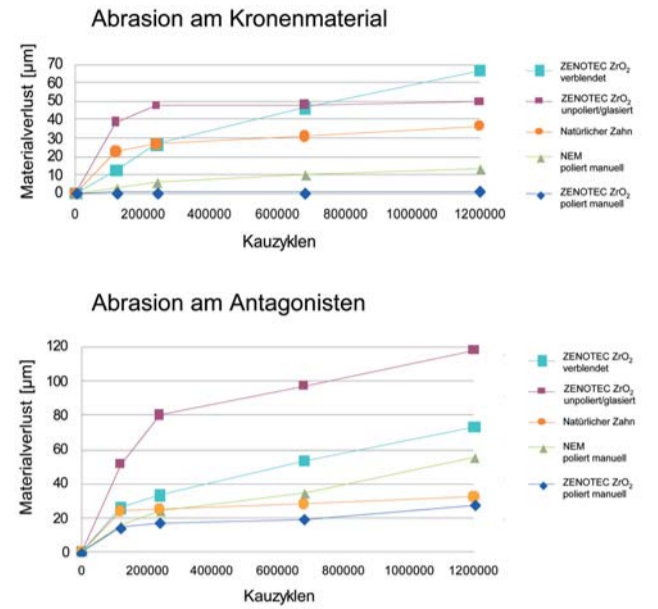 Abrasion am Kronenmaterial
Materialverlust [µm]
70
60
50
40
30
20
10
0
0 200000 400000 600000 800000 1000000 1200000
Kauzyklen
ZENOTEC ZrO₂
verblendet
ZENOTEC ZrO₂
unpoliert/glasiert
Natürlicher Zahn
NEM
poliert manuell
ZENOTEC ZrO₂
poliert manuell
Abrasion am Antagonisten
Materialverlust [µm]
120
100
80
60
40
20
0
0 200000 400000 600000 800000 1000000 1200000
Kauzyklen
ZENOTEC ZrO₂
verblendet
ZENOTEC ZrO₂
unpoliert/glasiert
Natürlicher Zahn
NEM
poliert manuell
ZENOTEC ZrO₂
poliert manuell